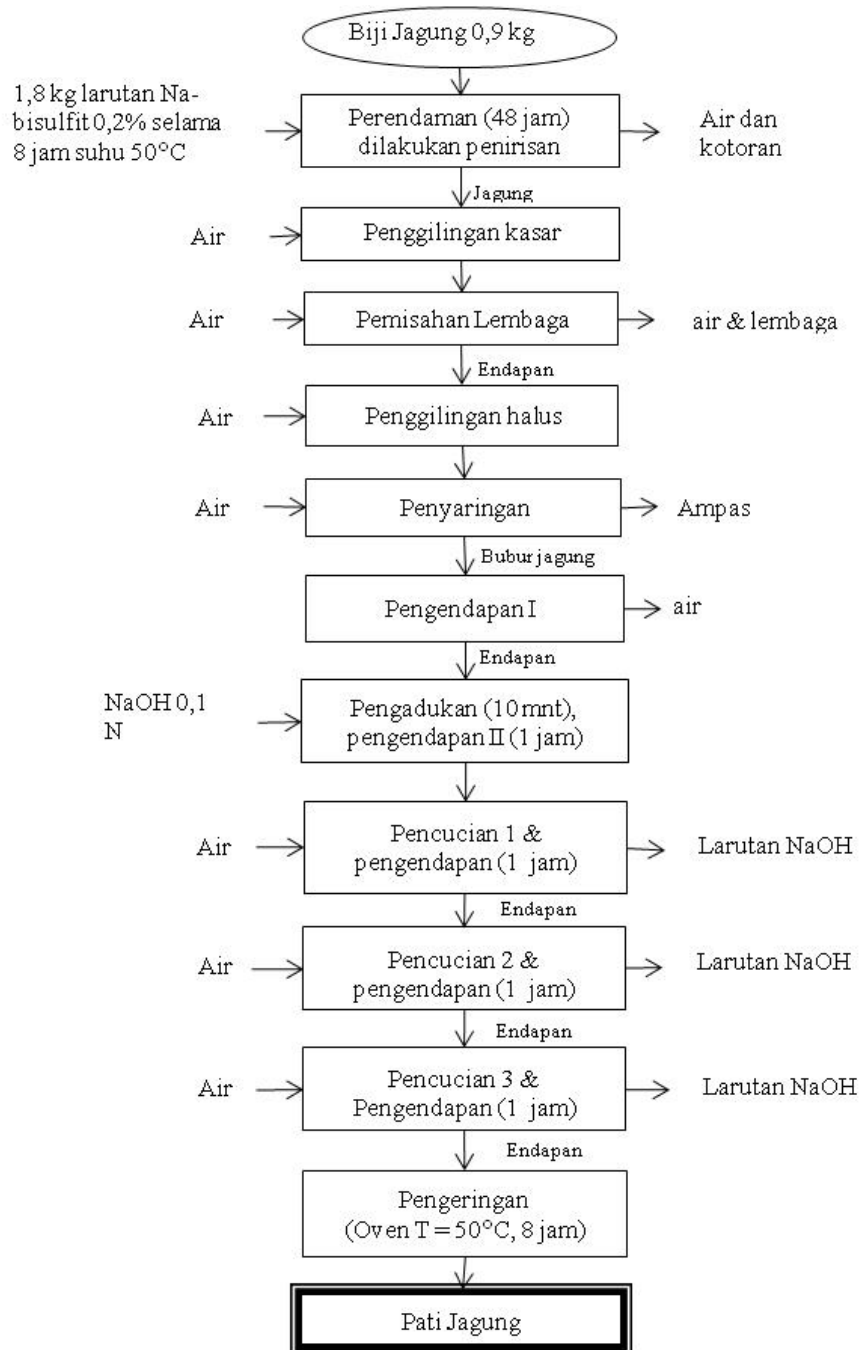 Biji Jagung 0,9 kg
1,8 kg larutan Na-
bisulfit 0,2% selama
8 jam suhu 50°C
Perendaman (48 jam)
dilakukan penirisan
Air dan
kotoran
Jagung
Air
Penggilingan kasar
Air
Pemisahan Lembaga
air & lembaga
Endapan
Air
Penggilingan halus
Air
Penyaringan
Ampas
Bubur jagung
Pengendapan I
air
Endapan
NaOH 0,1
N
Pengadukan (10 mnt),
pengendapan II (1 jam)
Air
Pencucian 1 &
pengendapan (1 jam)
Larutan NaOH
Endapan
Air
Pencucian 2 &
pengendapan (1 jam)
Larutan NaOH
Endapan
Air
Pencucian 3 &
Pengendapan (1 jam)
Larutan NaOH
Endapan
Pengeringan
(Oven T = 50°C, 8 jam)
Pati Jagung